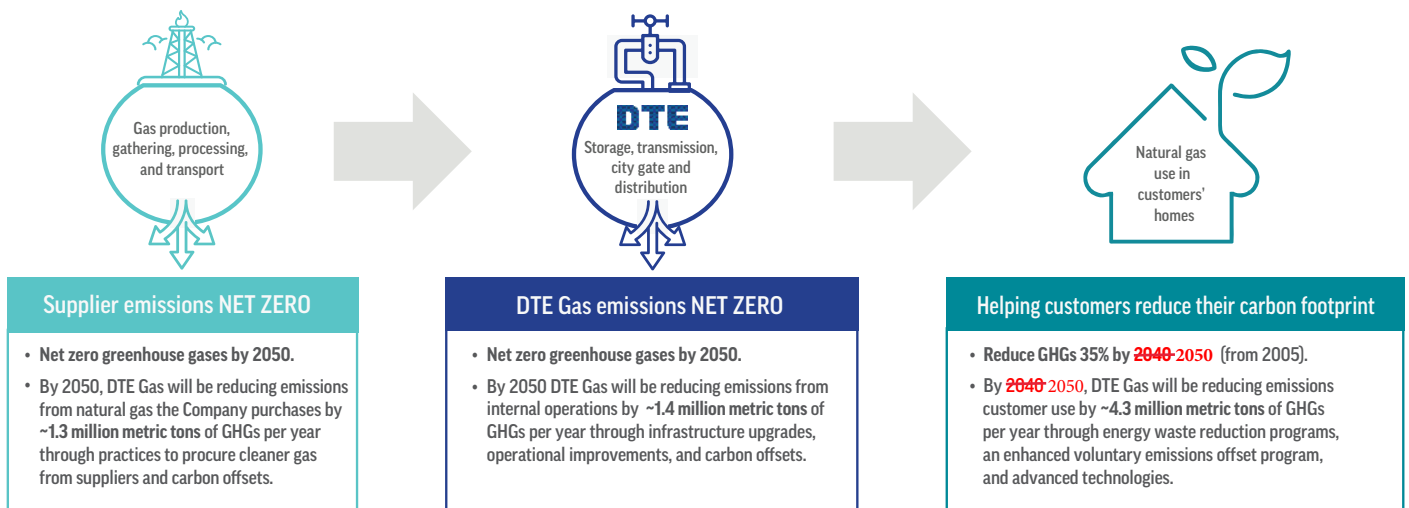 Gas production,
gathering, processing,
and transport
DTE
Storage, transmission,
city gate and
distribution
Natural gas
use in
customers'
homes
Supplier emissions NET ZERO
• Net zero greenhouse gases by 2050.
• By 2050, DTE Gas will be reducing emissions
from natural gas the Company purchases by
~1.3 million metric tons of GHGs per year
through practices to procure cleaner gas
from suppliers and carbon offsets.
DTE Gas emissions NET ZERO
• Net zero greenhouse gases by 2050.
• By 2050 DTE Gas will be reducing emissions from
internal operations by ~1.4 million metric tons of
GHGs per year through infrastructure upgrades,
operational improvements, and carbon offsets.
Helping customers reduce their carbon footprint
• Reduce GHGs 35% by 2040 2050 (from 2005).
• By 2040 2050, DTE Gas will be reducing emissions
customer use by ~4.3 million metric tons of GHGs
per year through energy waste reduction programs,
an enhanced voluntary emissions offset program,
and advanced technologies.